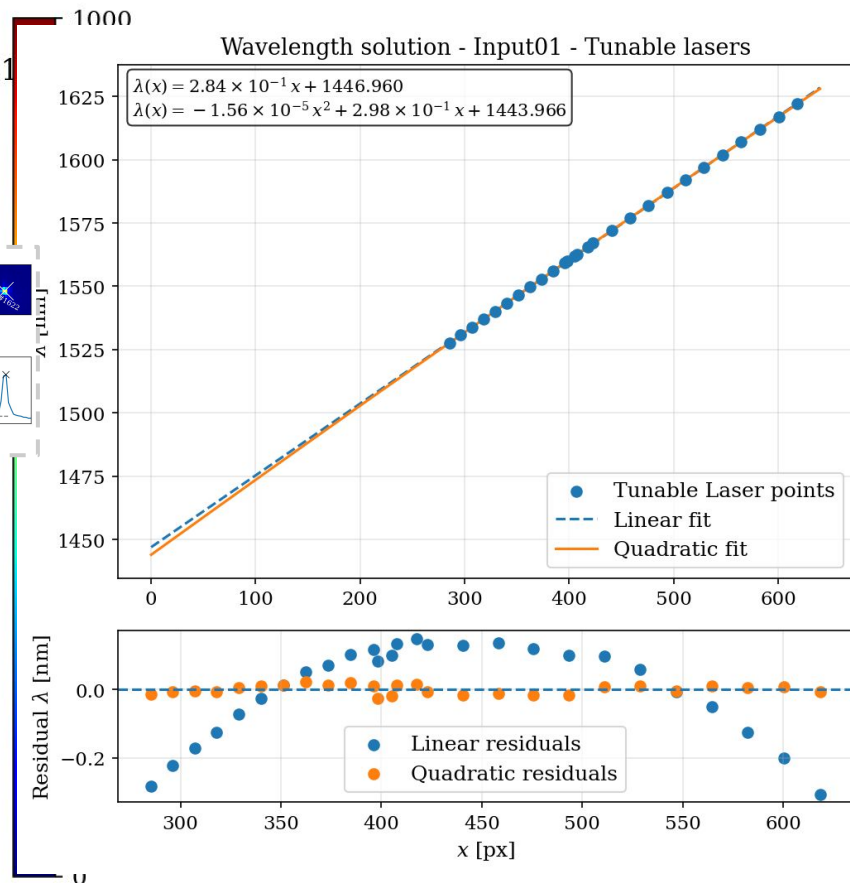 1000
1
Wavelength solution - Input01 - Tunable lasers
λ(x) = 2.84 × 10⁻¹ x + 1446.960
λ(x) = − 1.56 × 10⁻⁵ x² + 2.98 × 10⁻¹ x + 1443.966
1625
1600
1575
1550
1525
1500
1475
1450
λ [nm]
#1622
Tunable Laser points
Linear fit
Quadratic fit
0 100 200 300 400 500 600
0.0
−0.2
Residual λ [nm]
Linear residuals
Quadratic residuals
300 350 400 450 500 550 600
x [px]
0